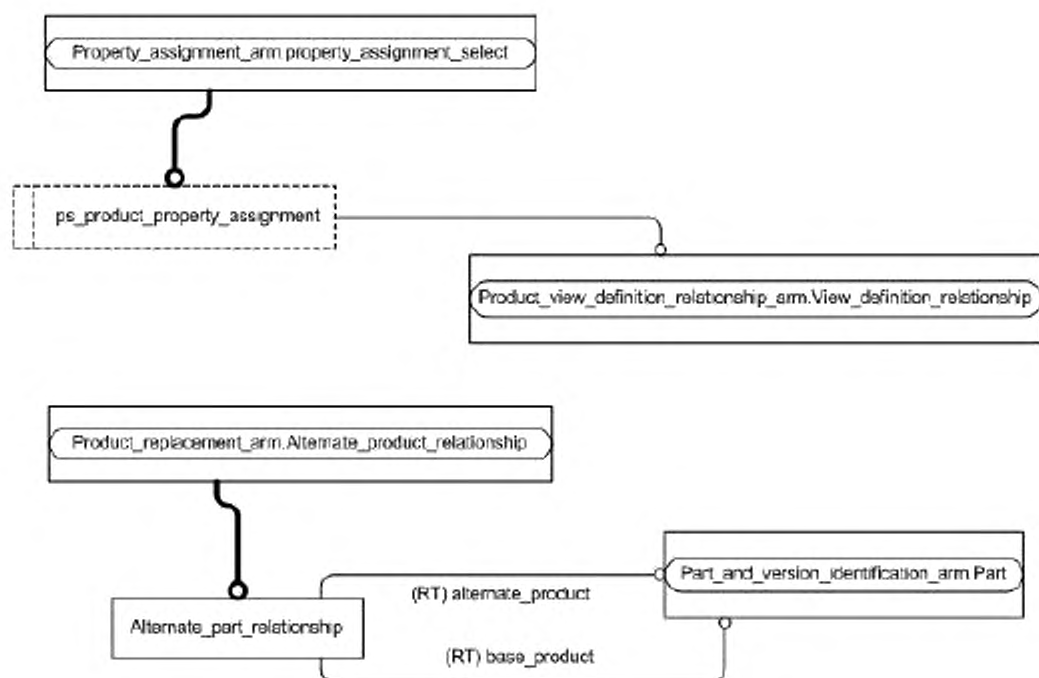 Property_assignment_arm.property_assignment_select
ps_product_property_assignment
Product_view_definition_relationship_arm.View_definition_relationship
Product_replacement_arm.Alternate_product_relationship
Part_and_version_identification_arm.Part
(RT) alternate_product
Alternate_part_relationship
(RT) base_product